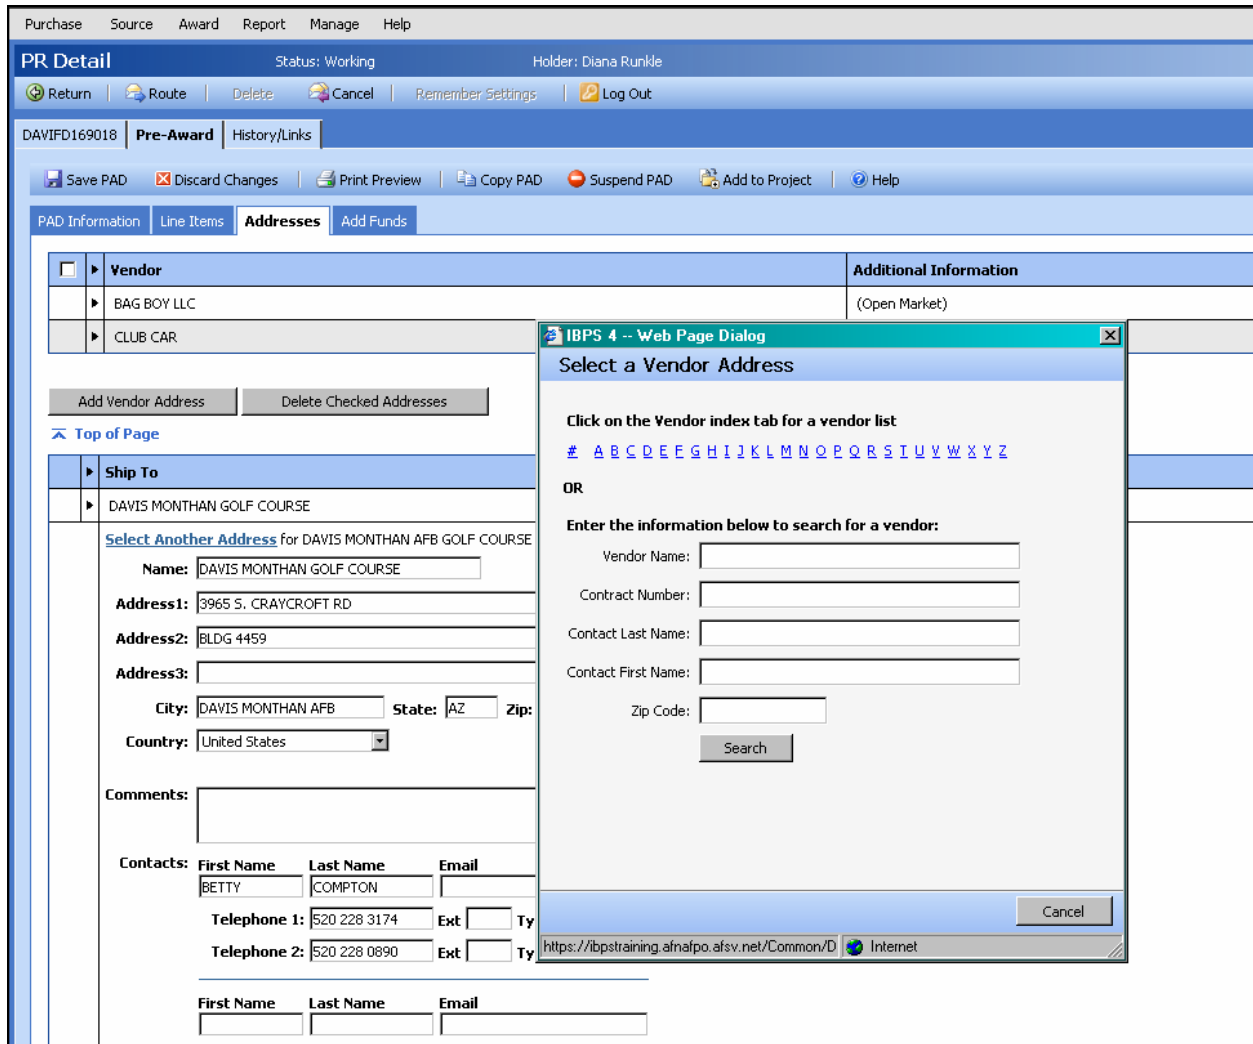 Purchase Source Award Report Manage Help
PR Detail Status: Working Holder: Diana Runkle
Return Route Delete Cancel Remember Settings Log Out
DAVIFD169018 Pre-Award History/Links
Save PAD Discard Changes Print Preview Copy PAD Suspend PAD Add to Project Help
PAD Information Line Items Addresses Add Funds
Vendor Additional Information
BAG BOY LLC (Open Market)
CLUB CAR
Add Vendor Address Delete Checked Addresses
Top of Page
Ship To
DAVIS MONTHAN GOLF COURSE
Select Another Address for DAVIS MONTHAN AFB GOLF COURSE
Name: DAVIS MONTHAN GOLF COURSE
Address1: 3965 S. CRAYCROFT RD
Address2: BLDG 4459
Address3:
City: DAVIS MONTHAN AFB State: AZ Zip:
Country: United States
Comments:
Contacts: First Name Last Name Email
BETTY COMPTON
Telephone 1: 520 228 3174 Ext Ty
Telephone 2: 520 228 0890 Ext Ty
First Name Last Name Email
IBPS 4 -- Web Page Dialog
Select a Vendor Address
Click on the Vendor index tab for a vendor list
# A B C D E F G H I J K L M N O P Q R S T U V W X Y Z
OR
Enter the information below to search for a vendor:
Vendor Name:
Contract Number:
Contact Last Name:
Contact First Name:
Zip Code:
Search
Cancel
https://ibpstraining.afnafpo.afsv.net/Common/D Internet